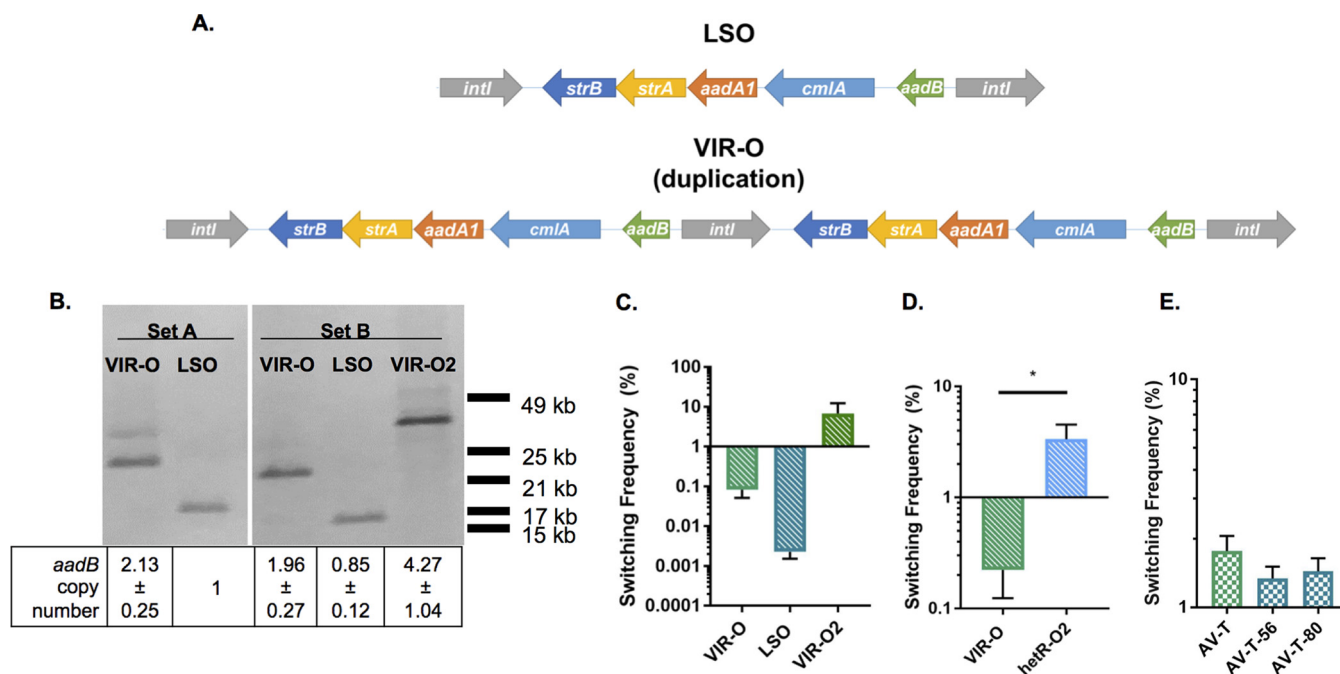 A.
LSO
intI strB strA aadA1 cmlA aadB intI
VIR-O
(duplication)
intI strB strA aadA1 cmlA aadB intI strB strA aadA1 cmlA aadB intI
B.
Set A Set B
VIR-O LSO VIR-O LSO VIR-O2
49 kb
25 kb
21 kb
17 kb
15 kb
aadB copy number
2.13 ± 0.25
1
1.96 ± 0.27
0.85 ± 0.12
4.27 ± 1.04
C.
Switching Frequency (%)
100
10
1
0.1
0.01
0.001
0.0001
VIR-O LSO VIR-O2
D.
Switching Frequency (%)
*
10
1
0.1
VIR-O hetR-O2
E.
Switching Frequency (%)
10
1
AV-T AV-T-56 AV-T-80